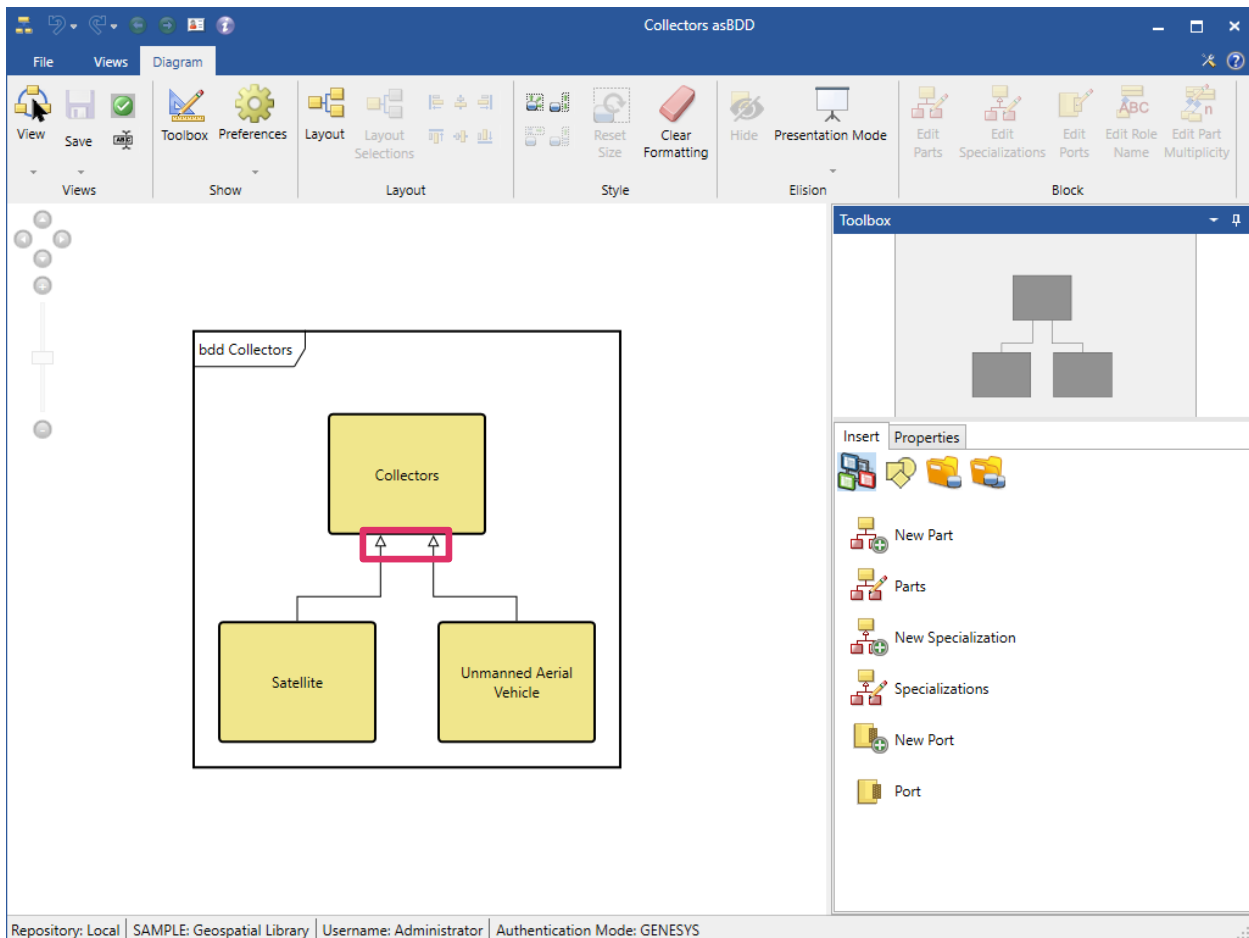 Collectors asBDD
File Views Diagram
View Save Toolbox Preferences Layout Layout Selections Reset Size Clear Formatting Hide Presentation Mode Edit Parts Edit Specializations Edit Ports ABC Edit Role Name n Edit Part Multiplicity
Views Show Layout Style Elision Block
Toolbox
bdd Collectors
Collectors
Satellite
Unmanned Aerial
Vehicle
Insert Properties
New Part
Parts
New Specialization
Specializations
New Port
Port
Repository: Local SAMPLE: Geospatial Library Username: Administrator Authentication Mode: GENESYS